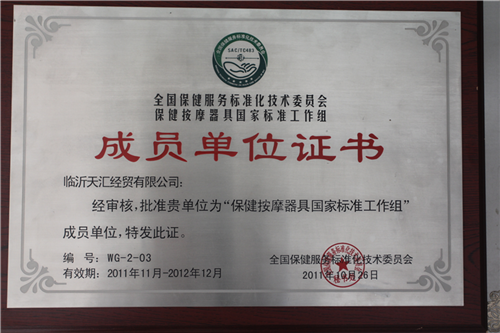 SAC/TC483
全国保健服务标准化技术委员会
保健按摩器具国家标准工作组
成员单位证书
临沂天汇经贸有限公司:
经审核,批准贵单位为“保健按摩器具国家标准工作组”
成员单位,特发此证。
编 号: WG-2-03
有效期: 2011年11月-2012年12月
全国保健服务标准化技术委员会
2011年10月26日